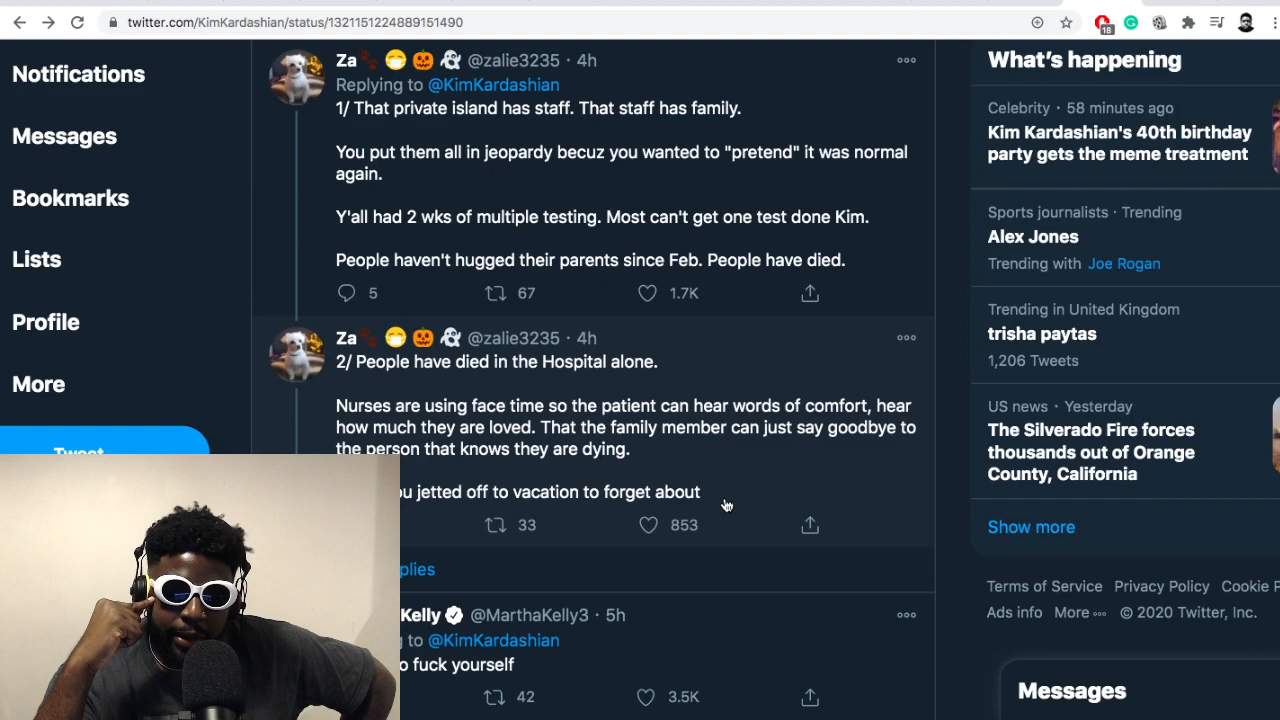 twitter.com/KimKardashian/status/1321151224889151490
18
Notifications
Messages
Bookmarks
Lists
Profile
More
Tweet
Za @zalie3235 · 4h
Replying to @KimKardashian
1/ That private island has staff. That staff has family.
You put them all in jeopardy becuz you wanted to "pretend" it was normal
again.
Y'all had 2 wks of multiple testing. Most can't get one test done Kim.
People haven't hugged their parents since Feb. People have died.
5 67 1.7K
Za @zalie3235 · 4h
2/ People have died in the Hospital alone.
Nurses are using face time so the patient can hear words of comfort, hear
how much they are loved. That the family member can just say goodbye to
the person that knows they are dying.
ou jetted off to vacation to forget about
33 853
plies
Kelly @MarthaKelly3 · 5h
g to @KimKardashian
o fuck yourself
42 3.5K
What's happening
Celebrity · 58 minutes ago
Kim Kardashian's 40th birthday
party gets the meme treatment
Sports journalists · Trending
Alex Jones
Trending with Joe Rogan
Trending in United Kingdom
trisha paytas
1,206 Tweets
US news · Yesterday
The Silverado Fire forces
thousands out of Orange
County, California
Show more
Terms of Service Privacy Policy Cookie P
Ads info More © 2020 Twitter, Inc.
Messages